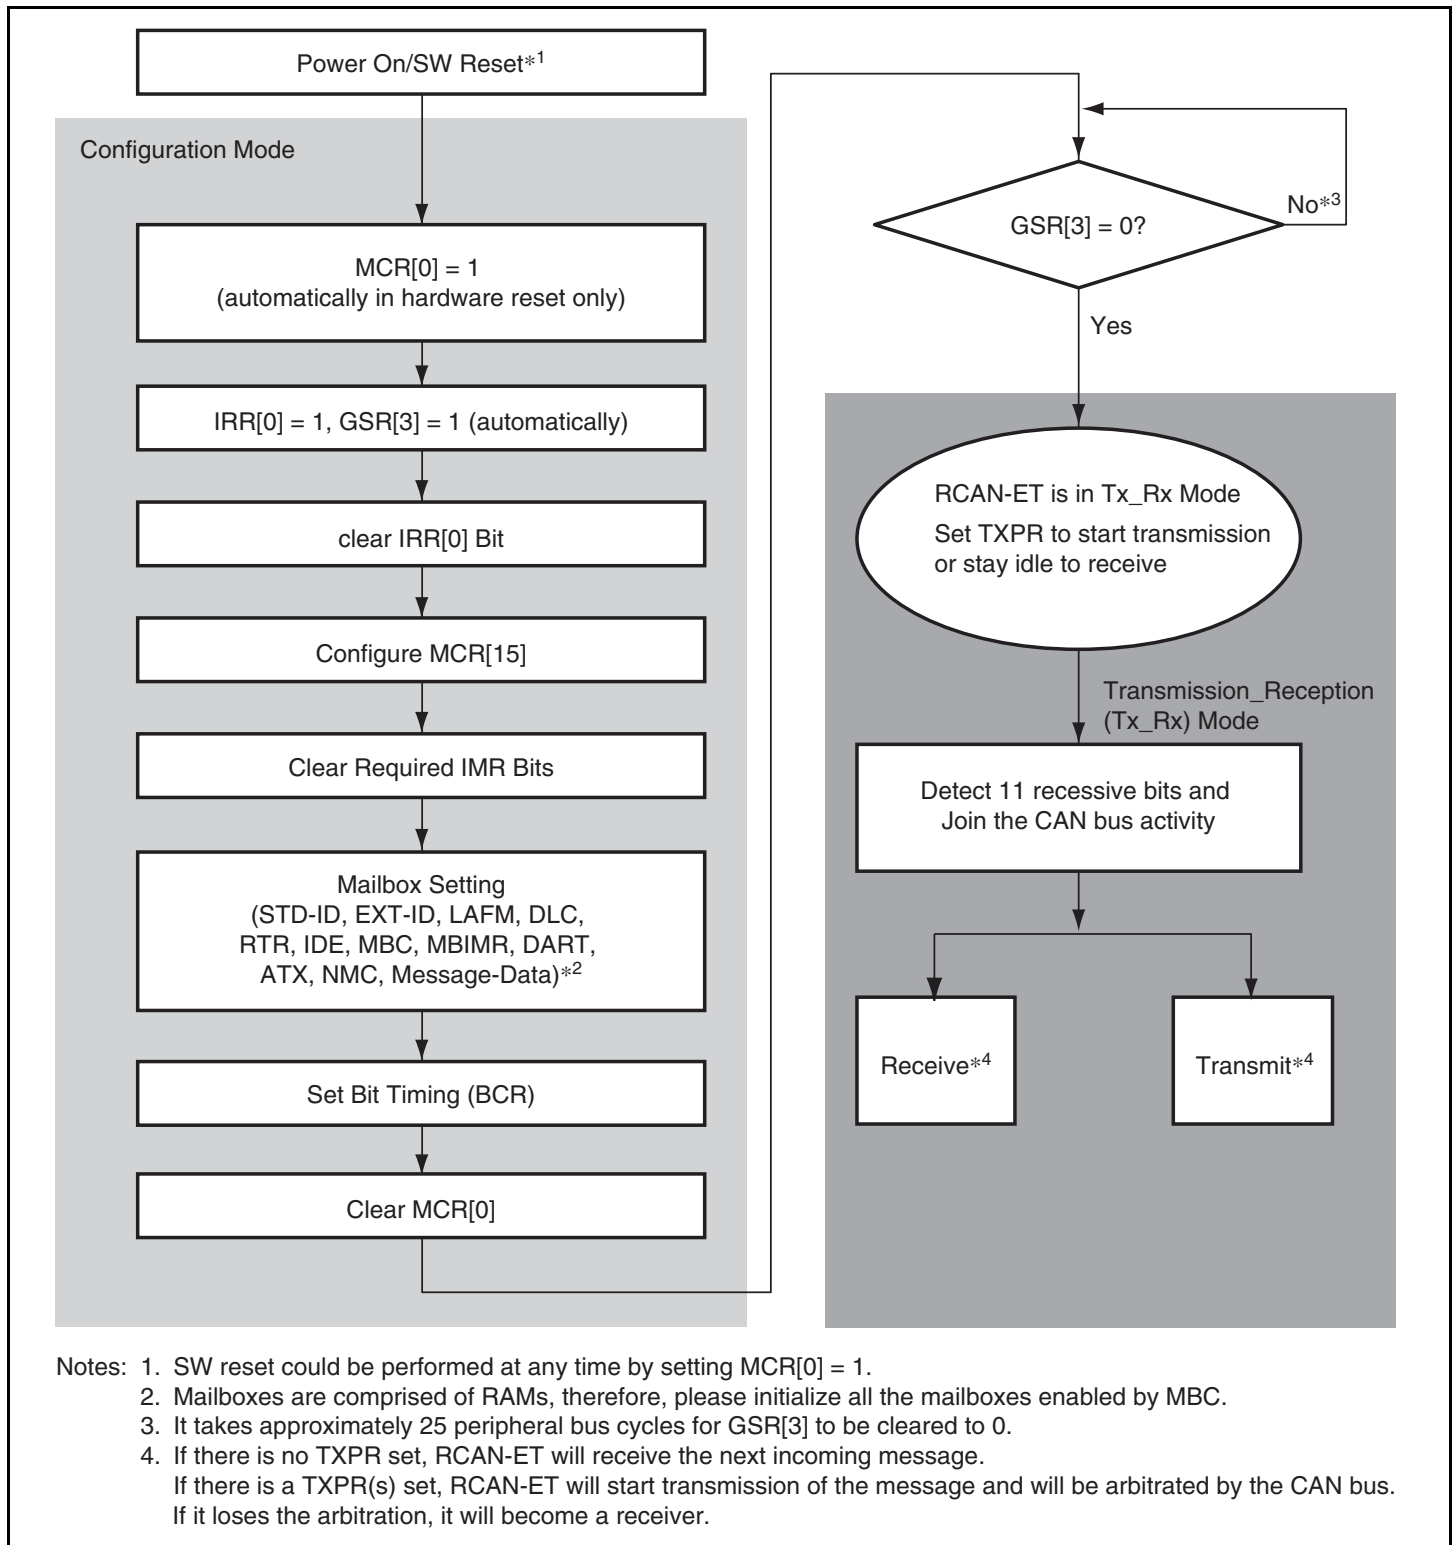 Power On/SW Reset*1
Configuration Mode
MCR[0] = 1
(automatically in hardware reset only)
IRR[0] = 1, GSR[3] = 1 (automatically)
clear IRR[0] Bit
Configure MCR[15]
Clear Required IMR Bits
Mailbox Setting
(STD-ID, EXT-ID, LAFM, DLC,
RTR, IDE, MBC, MBIMR, DART,
ATX, NMC, Message-Data)*2
Set Bit Timing (BCR)
Clear MCR[0]
GSR[3] = 0?
No*3
Yes
RCAN-ET is in Tx_Rx Mode
Set TXPR to start transmission
or stay idle to receive
Transmission_Reception
(Tx_Rx) Mode
Detect 11 recessive bits and
Join the CAN bus activity
Receive*4
Transmit*4
Notes: 1. SW reset could be performed at any time by setting MCR[0] = 1.
2. Mailboxes are comprised of RAMs, therefore, please initialize all the mailboxes enabled by MBC.
3. It takes approximately 25 peripheral bus cycles for GSR[3] to be cleared to 0.
4. If there is no TXPR set, RCAN-ET will receive the next incoming message.
If there is a TXPR(s) set, RCAN-ET will start transmission of the message and will be arbitrated by the CAN bus.
If it loses the arbitration, it will become a receiver.